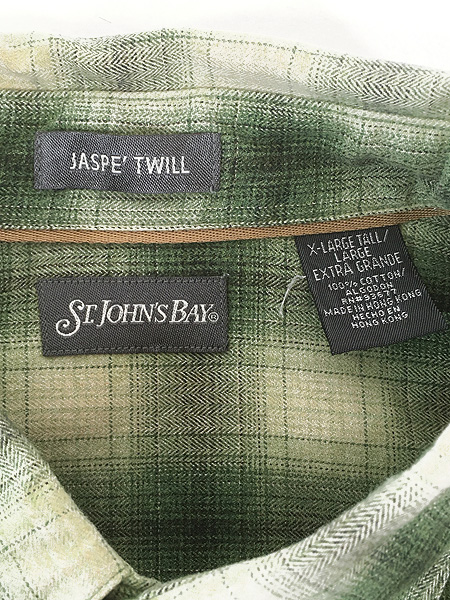 JASPE' TWILL
ST. JOHN'S BAY®
X-LARGE TALL/
LARGE
EXTRA GRANDE
100% COTTON/
ALGODON
RN#93677
MADE IN HONG KONG
HECHO EN
HONG KONG